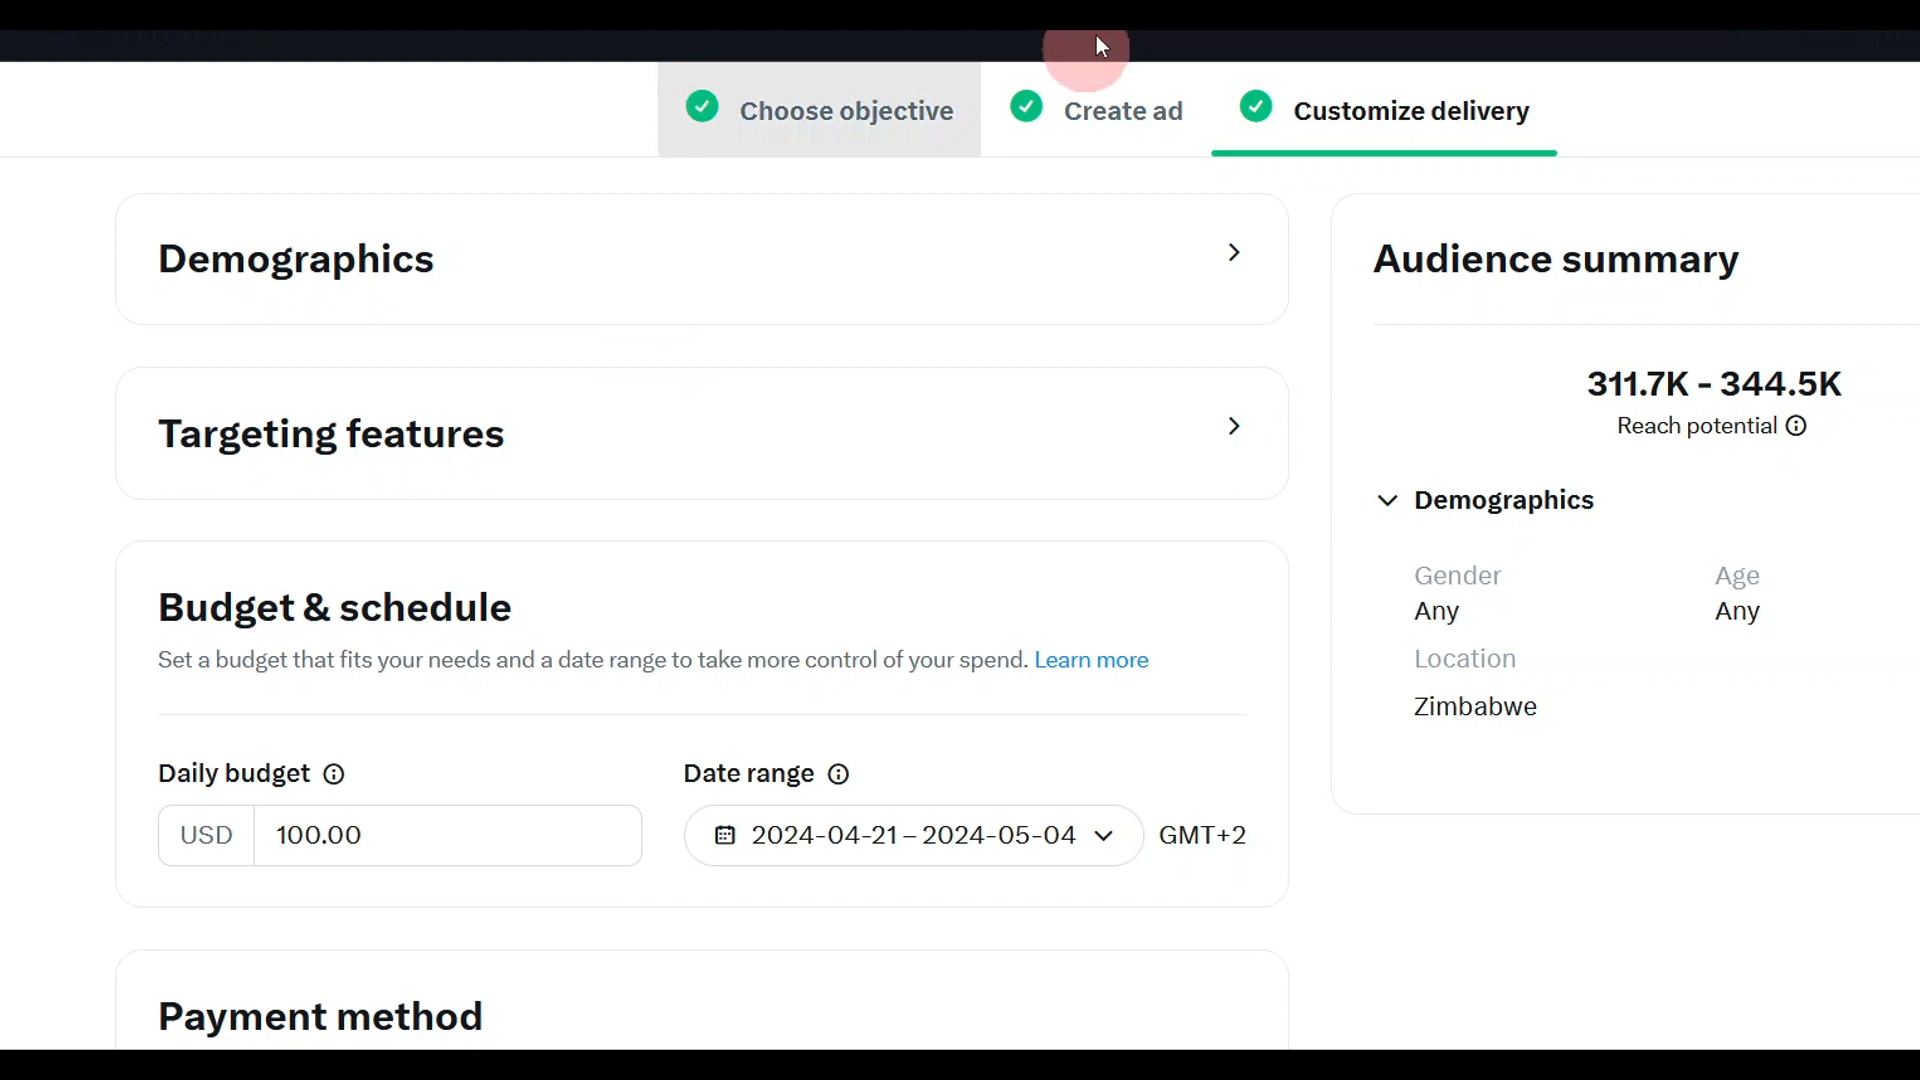 Choose objective
Create ad
Customize delivery
Demographics
Targeting features
Budget & schedule
Set a budget that fits your needs and a date range to take more control of your spend. Learn more
Daily budget
Date range
USD 100.00
2024-04-21 – 2024-05-04 GMT+2
Payment method
Audience summary
311.7K - 344.5K
Reach potential
Demographics
Gender
Any
Age
Any
Location
Zimbabwe